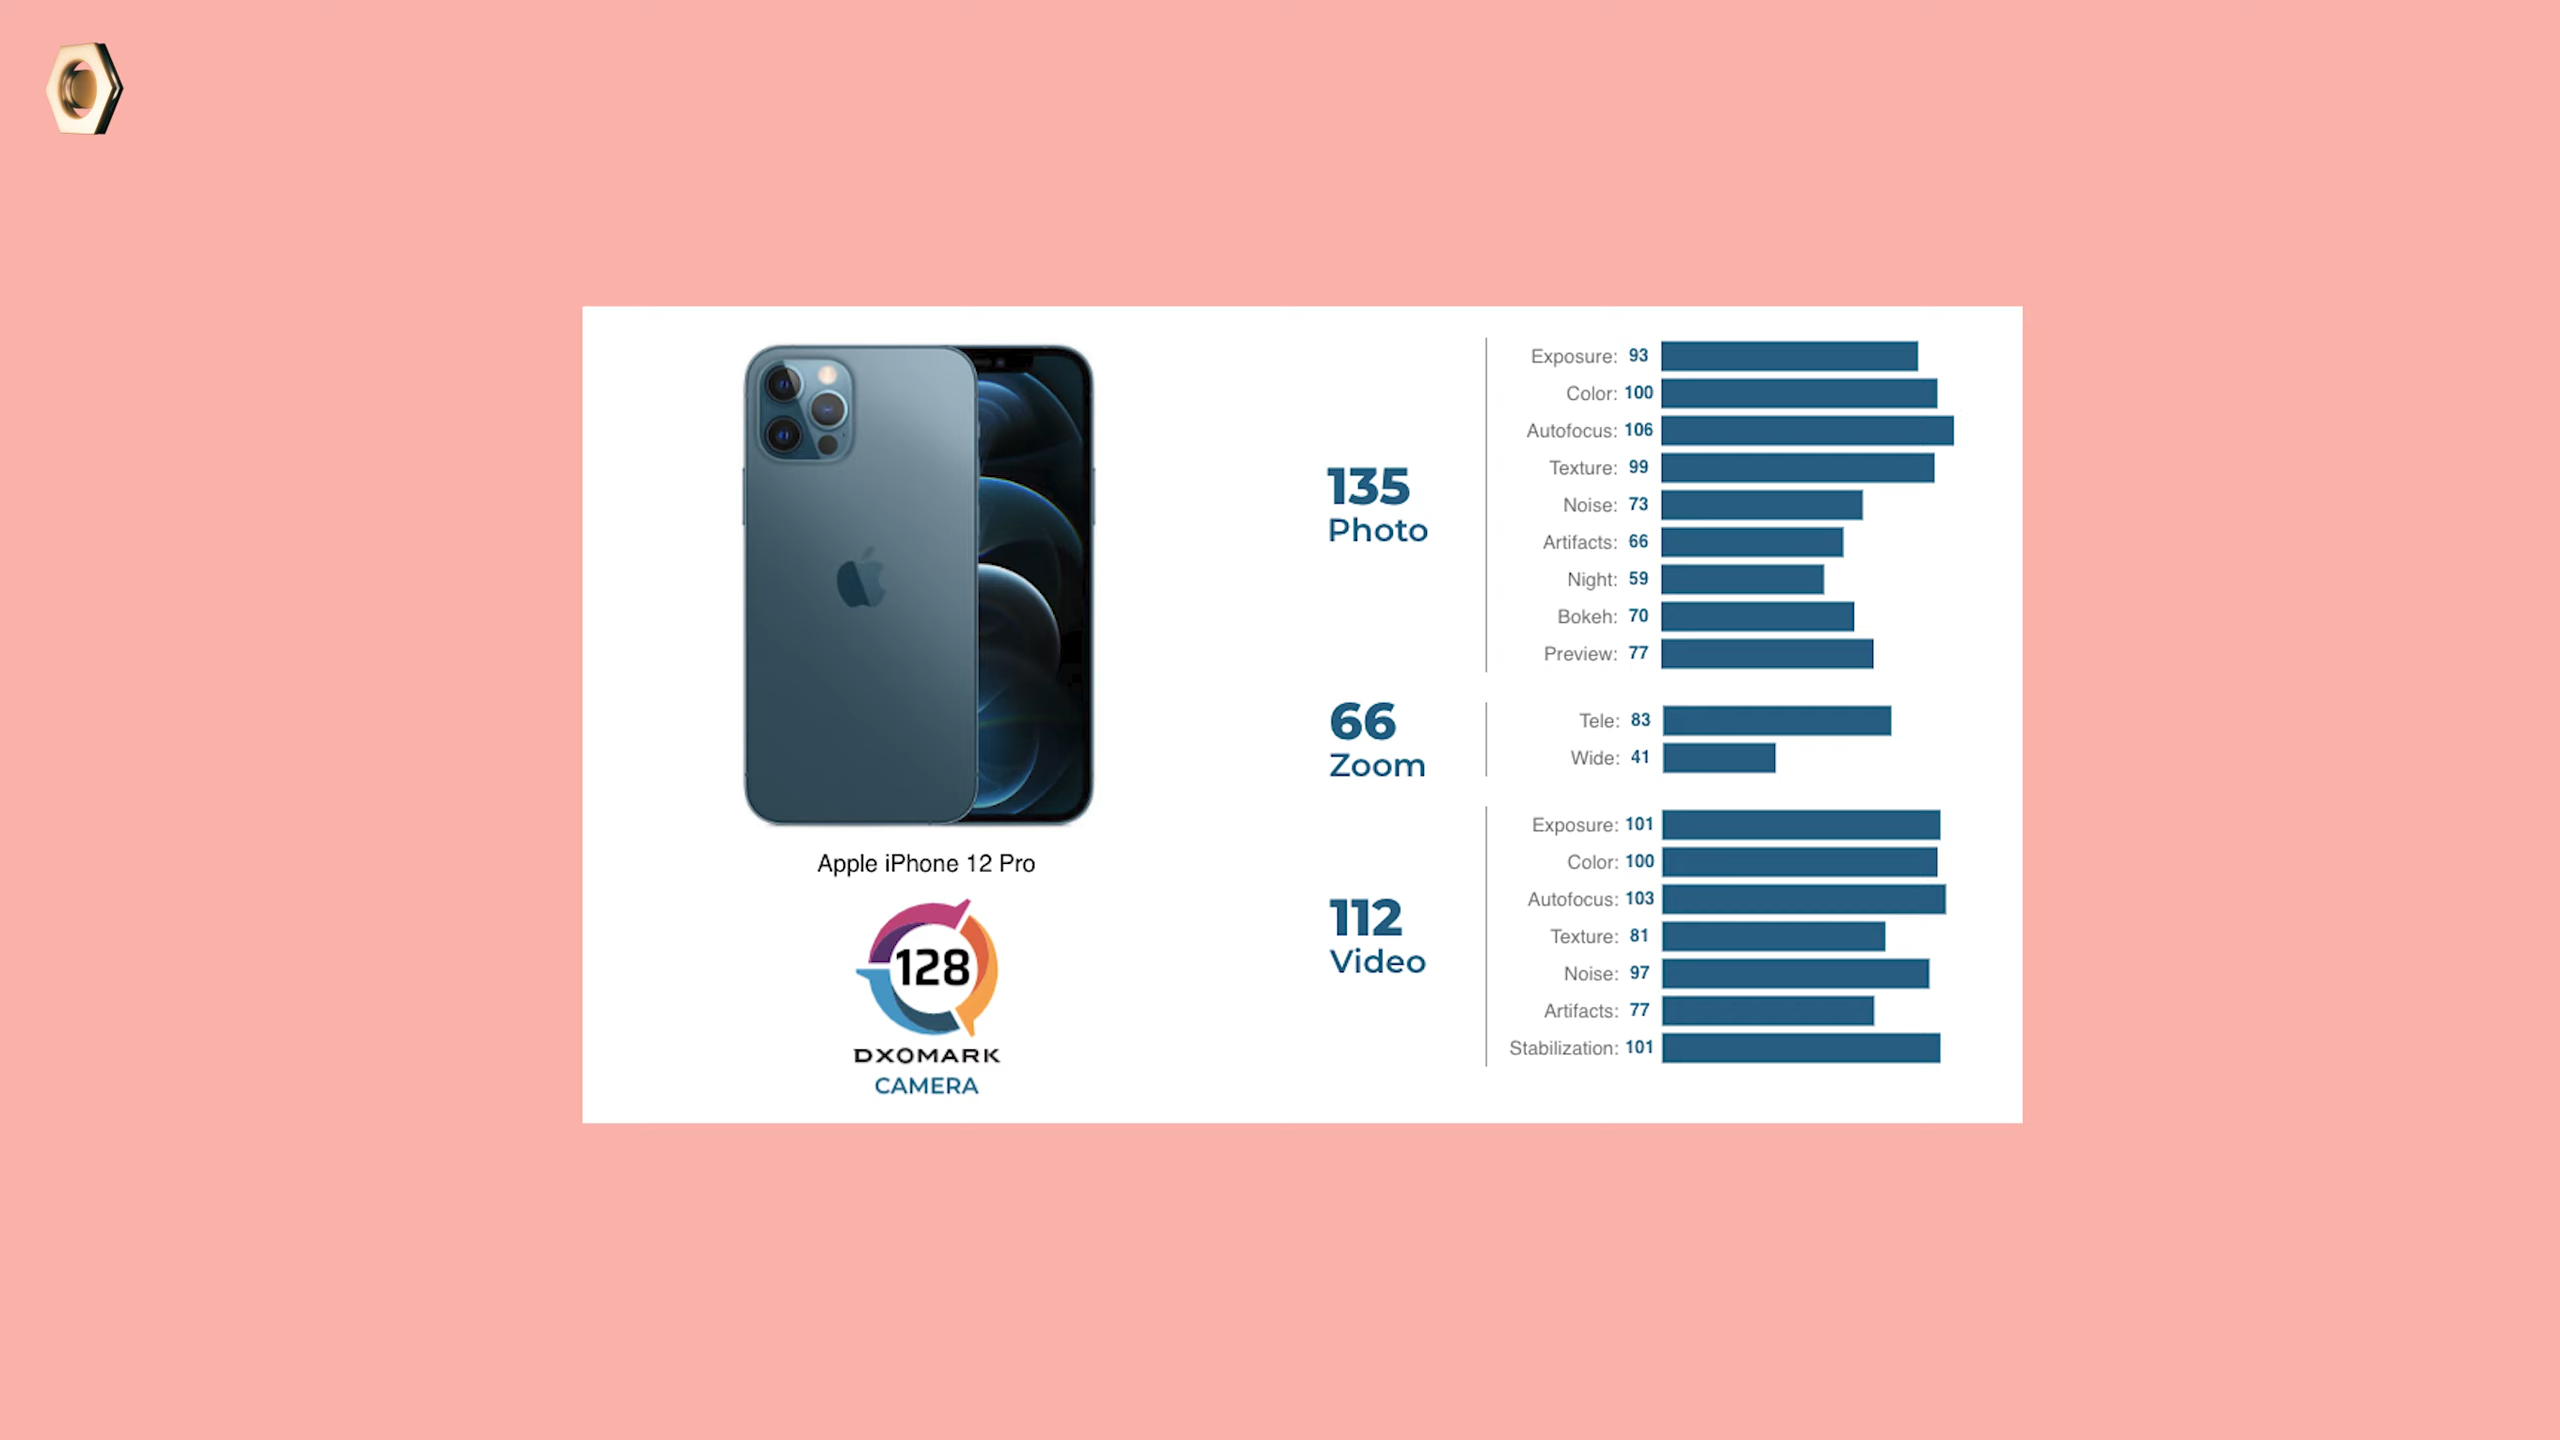 Apple iPhone 12 Pro
128
DXOMARK
CAMERA
135
Photo
Exposure: 93
Color: 100
Autofocus: 106
Texture: 99
Noise: 73
Artifacts: 66
Night: 59
Bokeh: 70
Preview: 77
66
Zoom
Tele: 83
Wide: 41
112
Video
Exposure: 101
Color: 100
Autofocus: 103
Texture: 81
Noise: 97
Artifacts: 77
Stabilization: 101